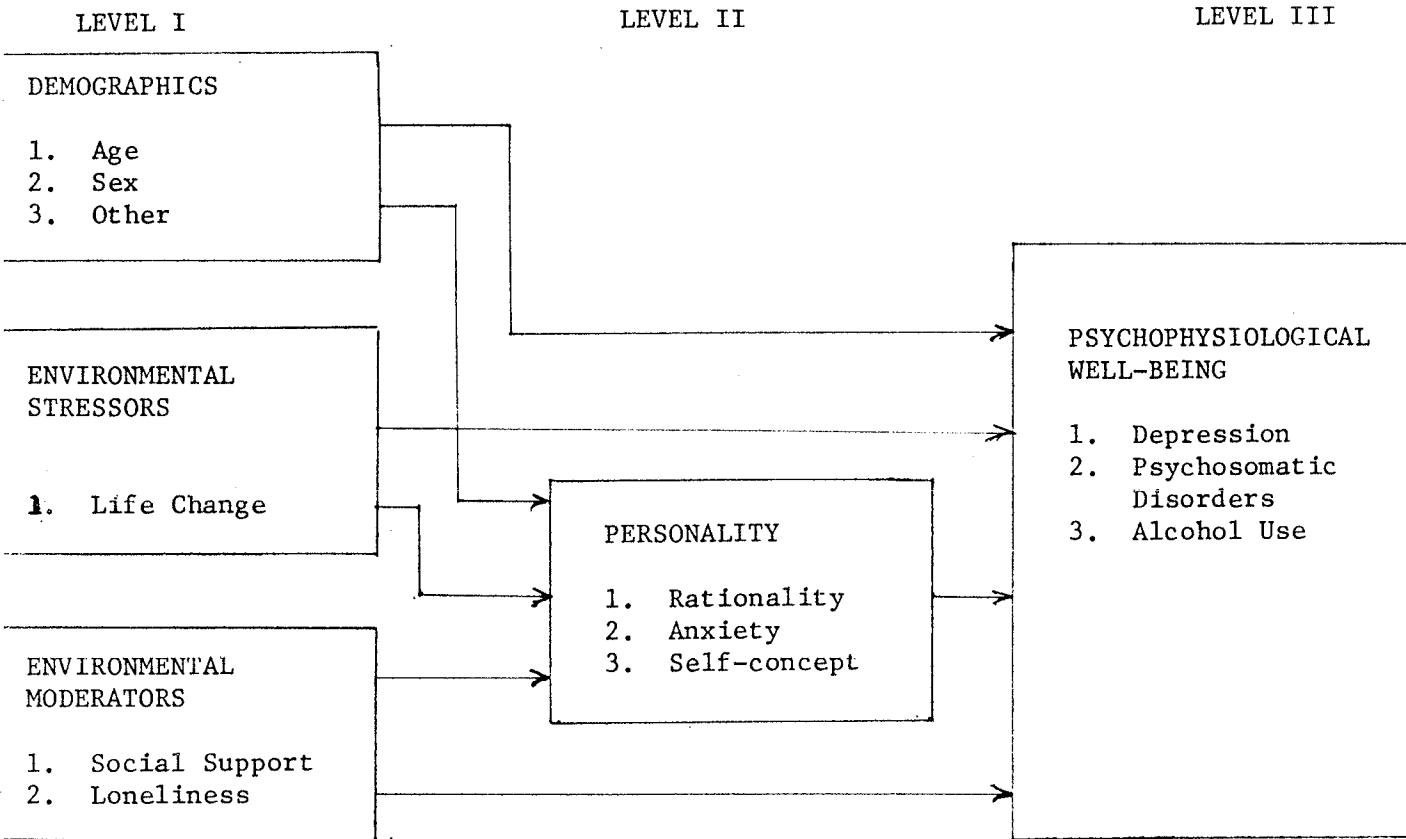 LEVEL I
LEVEL II
LEVEL III
DEMOGRAPHICS
1. Age
2. Sex
3. Other
ENVIRONMENTAL
STRESSORS
1. Life Change
ENVIRONMENTAL
MODERATORS
1. Social Support
2. Loneliness
PERSONALITY
1. Rationality
2. Anxiety
3. Self-concept
PSYCHOPHYSIOLOGICAL
WELL-BEING
1. Depression
2. Psychosomatic
Disorders
3. Alcohol Use